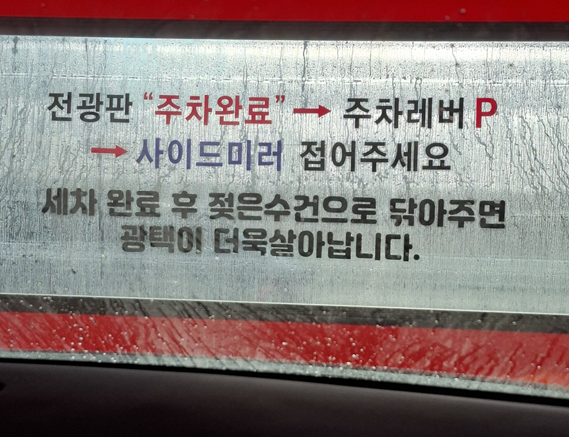 전광판 “주차완료” → 주차레버 P
→ 사이드미러 접어주세요
세차 완료 후 젖은수건으로 닦아주면
광택이 더욱살아납니다.